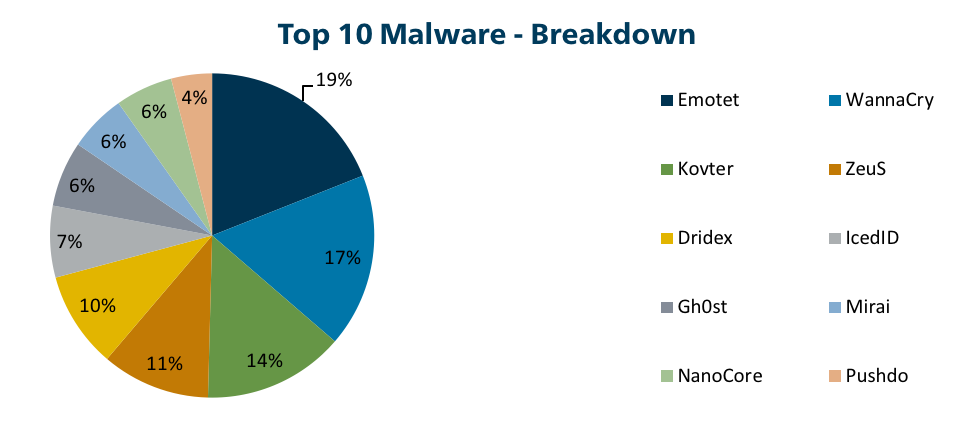 Top 10 Malware - Breakdown
19%
17%
14%
11%
10%
7%
6%
6%
6%
4%
Emotet
WannaCry
Kovter
ZeuS
Dridex
IcedID
Gh0st
Mirai
NanoCore
Pushdo